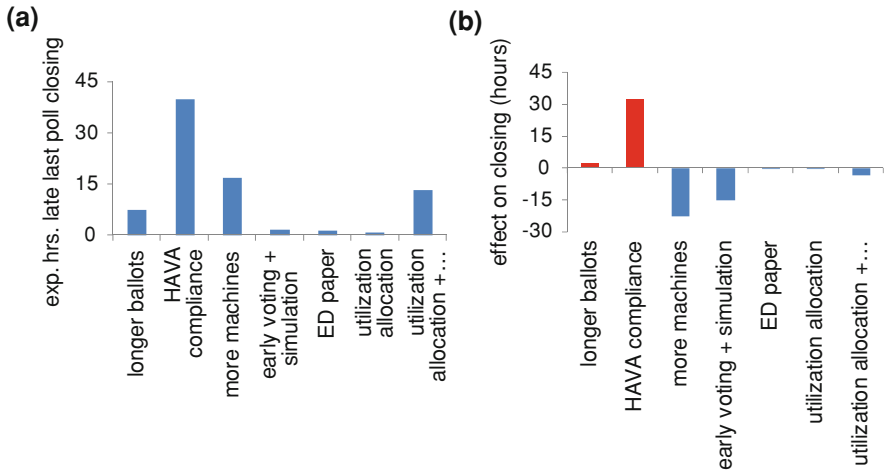 (a)
exp. hrs. late last poll closing
45
30
15
0
longer ballots
HAVA
compliance
more machines
early voting +
simulation
ED paper
utilization
allocation
utilization
allocation +…
(b)
effect on closing (hours)
45
30
15
0
-15
-30
longer ballots
HAVA compliance
more machines
early voting + simulation
ED paper
utilization allocation
utilization allocation +…